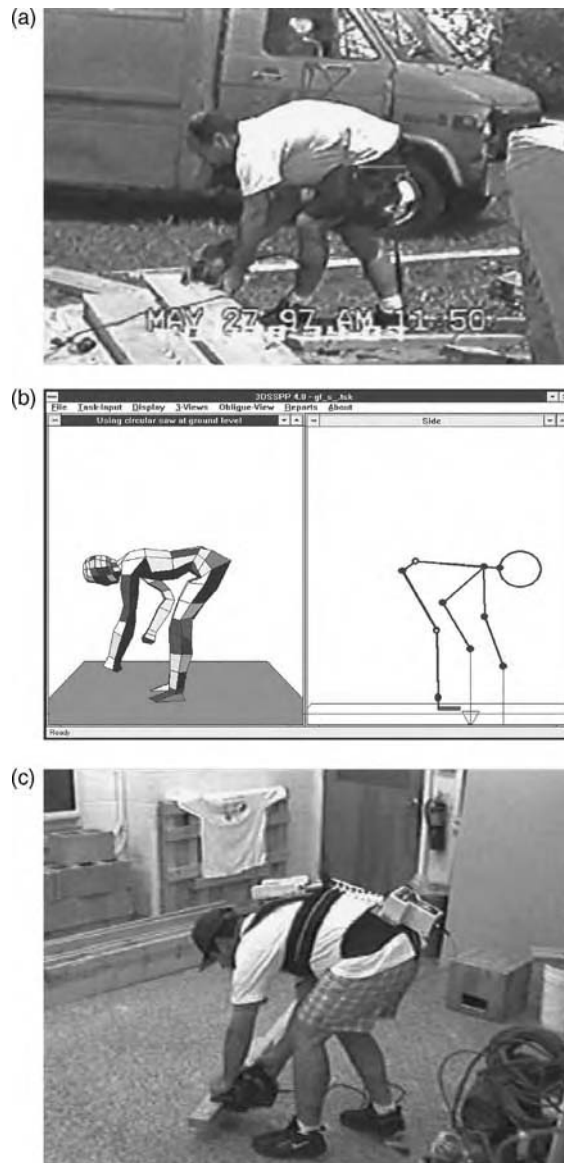 (a)
MAY 27 97 AM 11 50
(b)
3DSSPP 4.0 - gf_s_.tsk
File Task-Input Display 3-Views Oblique-View Reports About
Using circular saw at ground level
Side
Ready
(c)